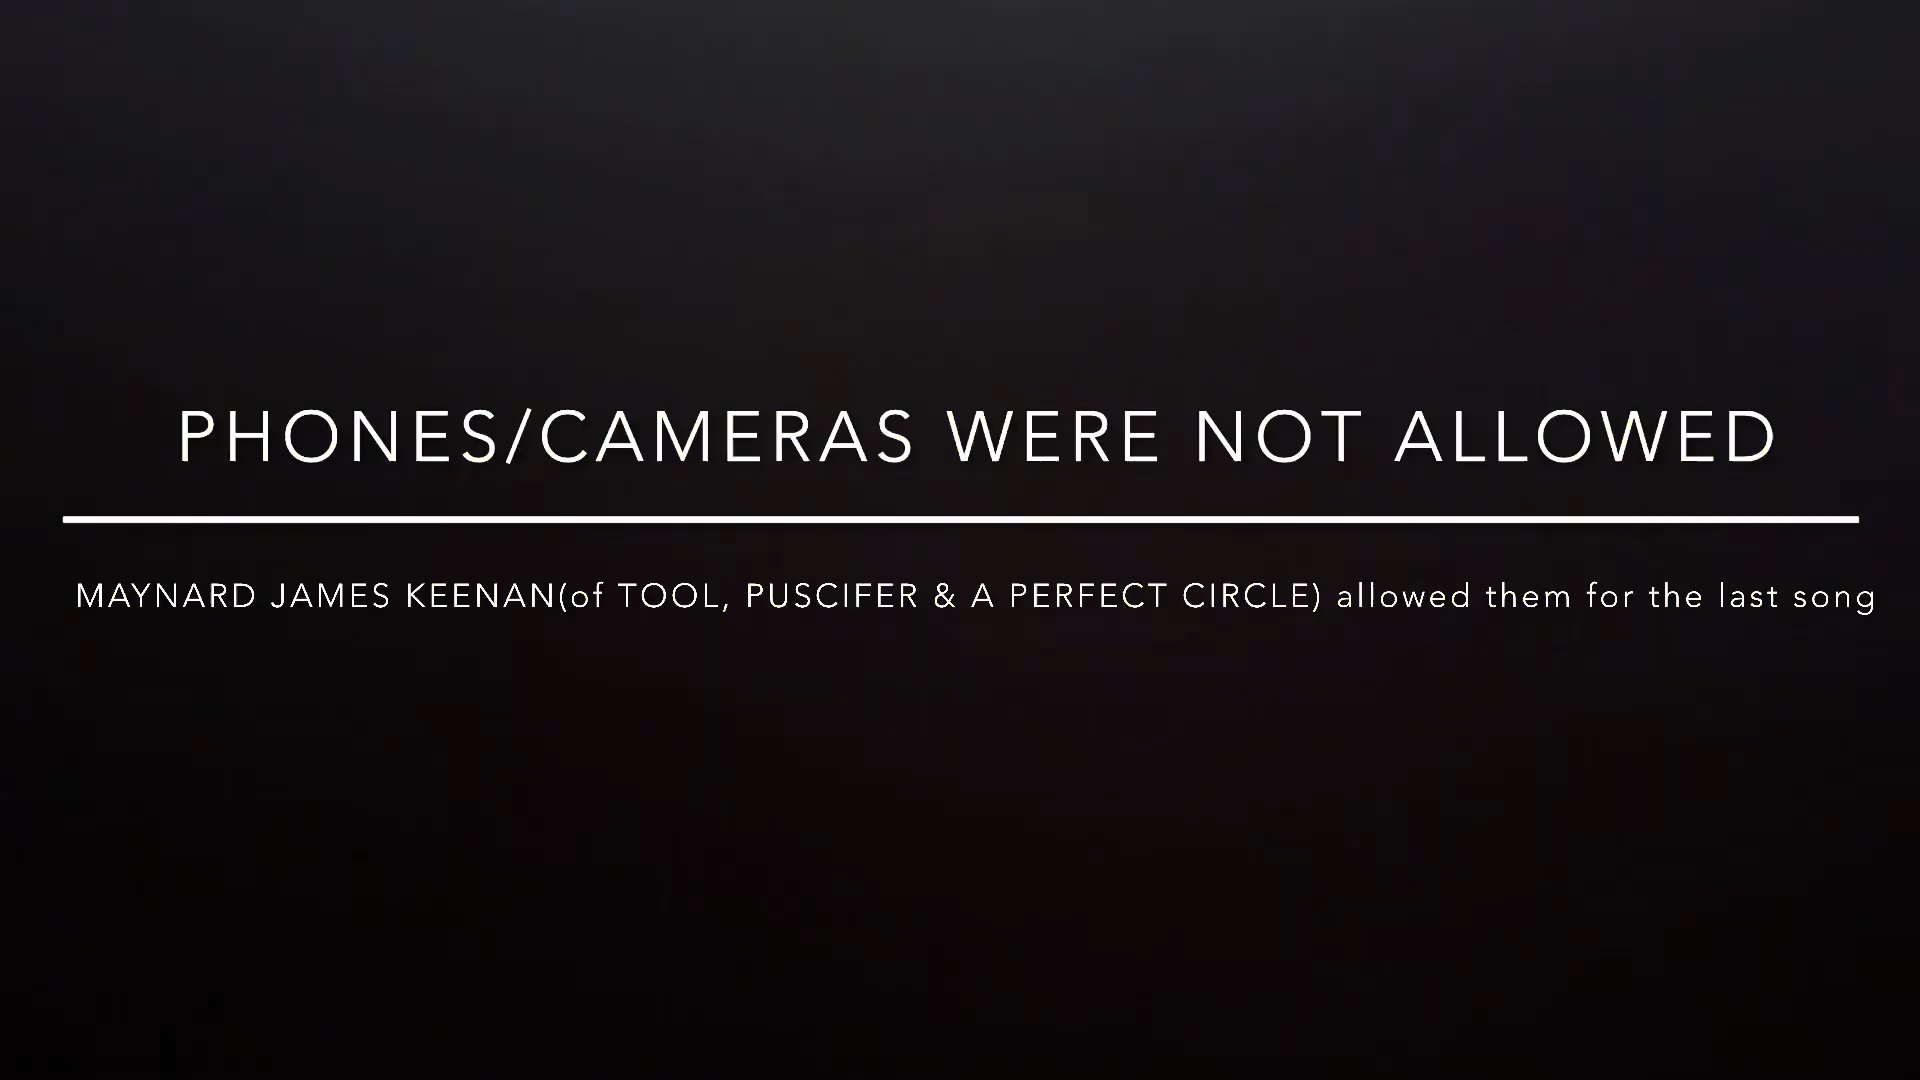 PHONES/CAMERAS WERE NOT ALLOWED
MAYNARD JAMES KEENAN(of TOOL, PUSCIFER & A PERFECT CIRCLE) allowed them for the last song